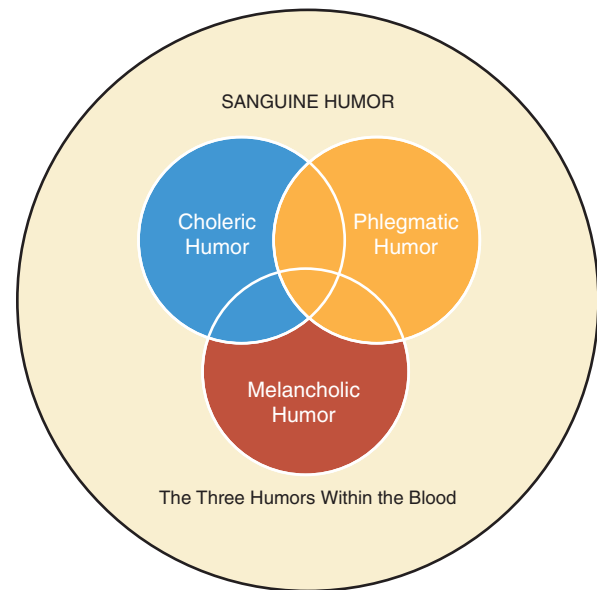 SANGUINE HUMOR
Choleric
Humor
Phlegmatic
Humor
Melancholic
Humor
The Three Humors Within the Blood